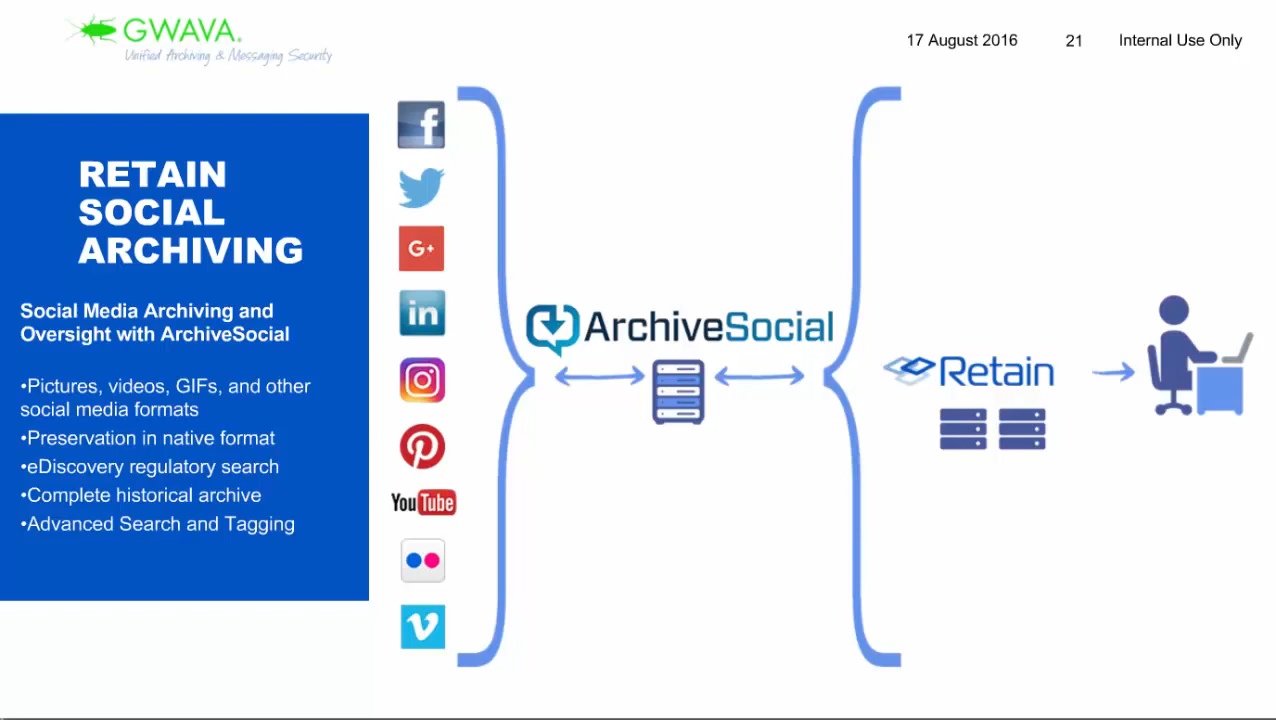 GWAVA.
Unified Archiving & Messaging Security
17 August 2016
21
Internal Use Only
RETAIN
SOCIAL
ARCHIVING
Social Media Archiving and
Oversight with ArchiveSocial
•Pictures, videos, GIFs, and other
social media formats
•Preservation in native format
•eDiscovery regulatory search
•Complete historical archive
•Advanced Search and Tagging
f
G+
in
YouTube
ArchiveSocial
Retain